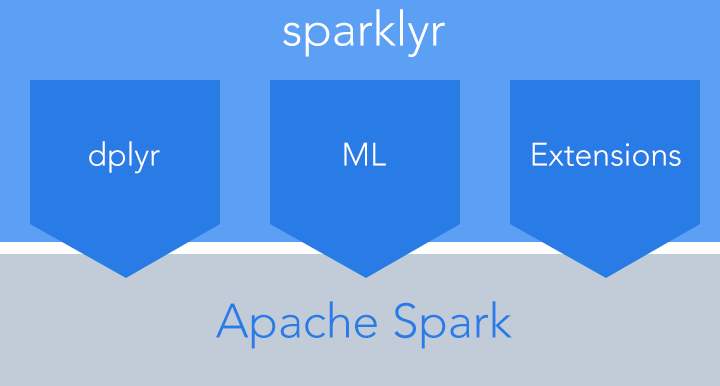 sparklyr
dplyr
ML
Extensions
Apache Spark